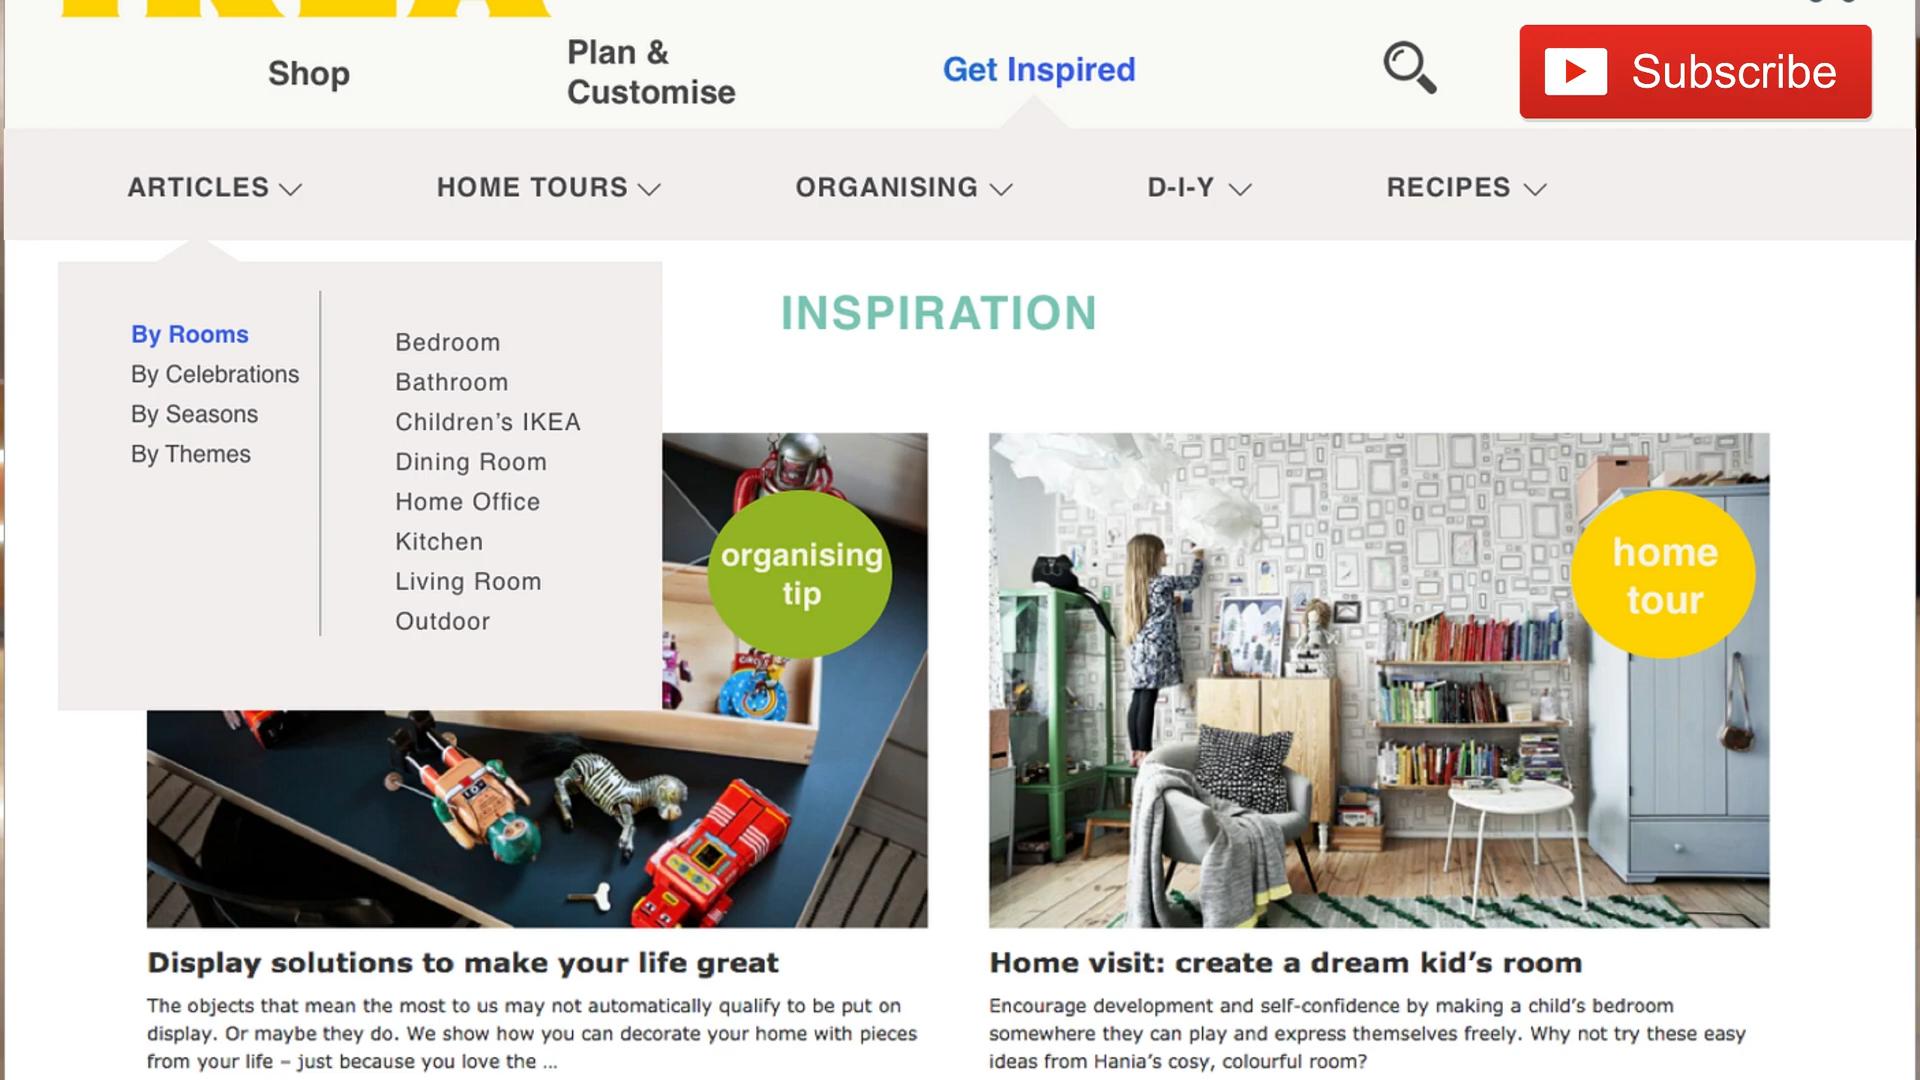 IKEA
Shop
Plan &
Customise
Get Inspired
Subscribe
ARTICLES
HOME TOURS
ORGANISING
D-I-Y
RECIPES
By Rooms
By Celebrations
By Seasons
By Themes
Bedroom
Bathroom
Children’s IKEA
Dining Room
Home Office
Kitchen
Living Room
Outdoor
INSPIRATION
organising
tip
home
tour
Display solutions to make your life great
The objects that mean the most to us may not automatically qualify to be put on
display. Or maybe they do. We show how you can decorate your home with pieces
from your life – just because you love the ...
Home visit: create a dream kid’s room
Encourage development and self-confidence by making a child’s bedroom
somewhere they can play and express themselves freely. Why not try these easy
ideas from Hania’s cosy, colourful room?